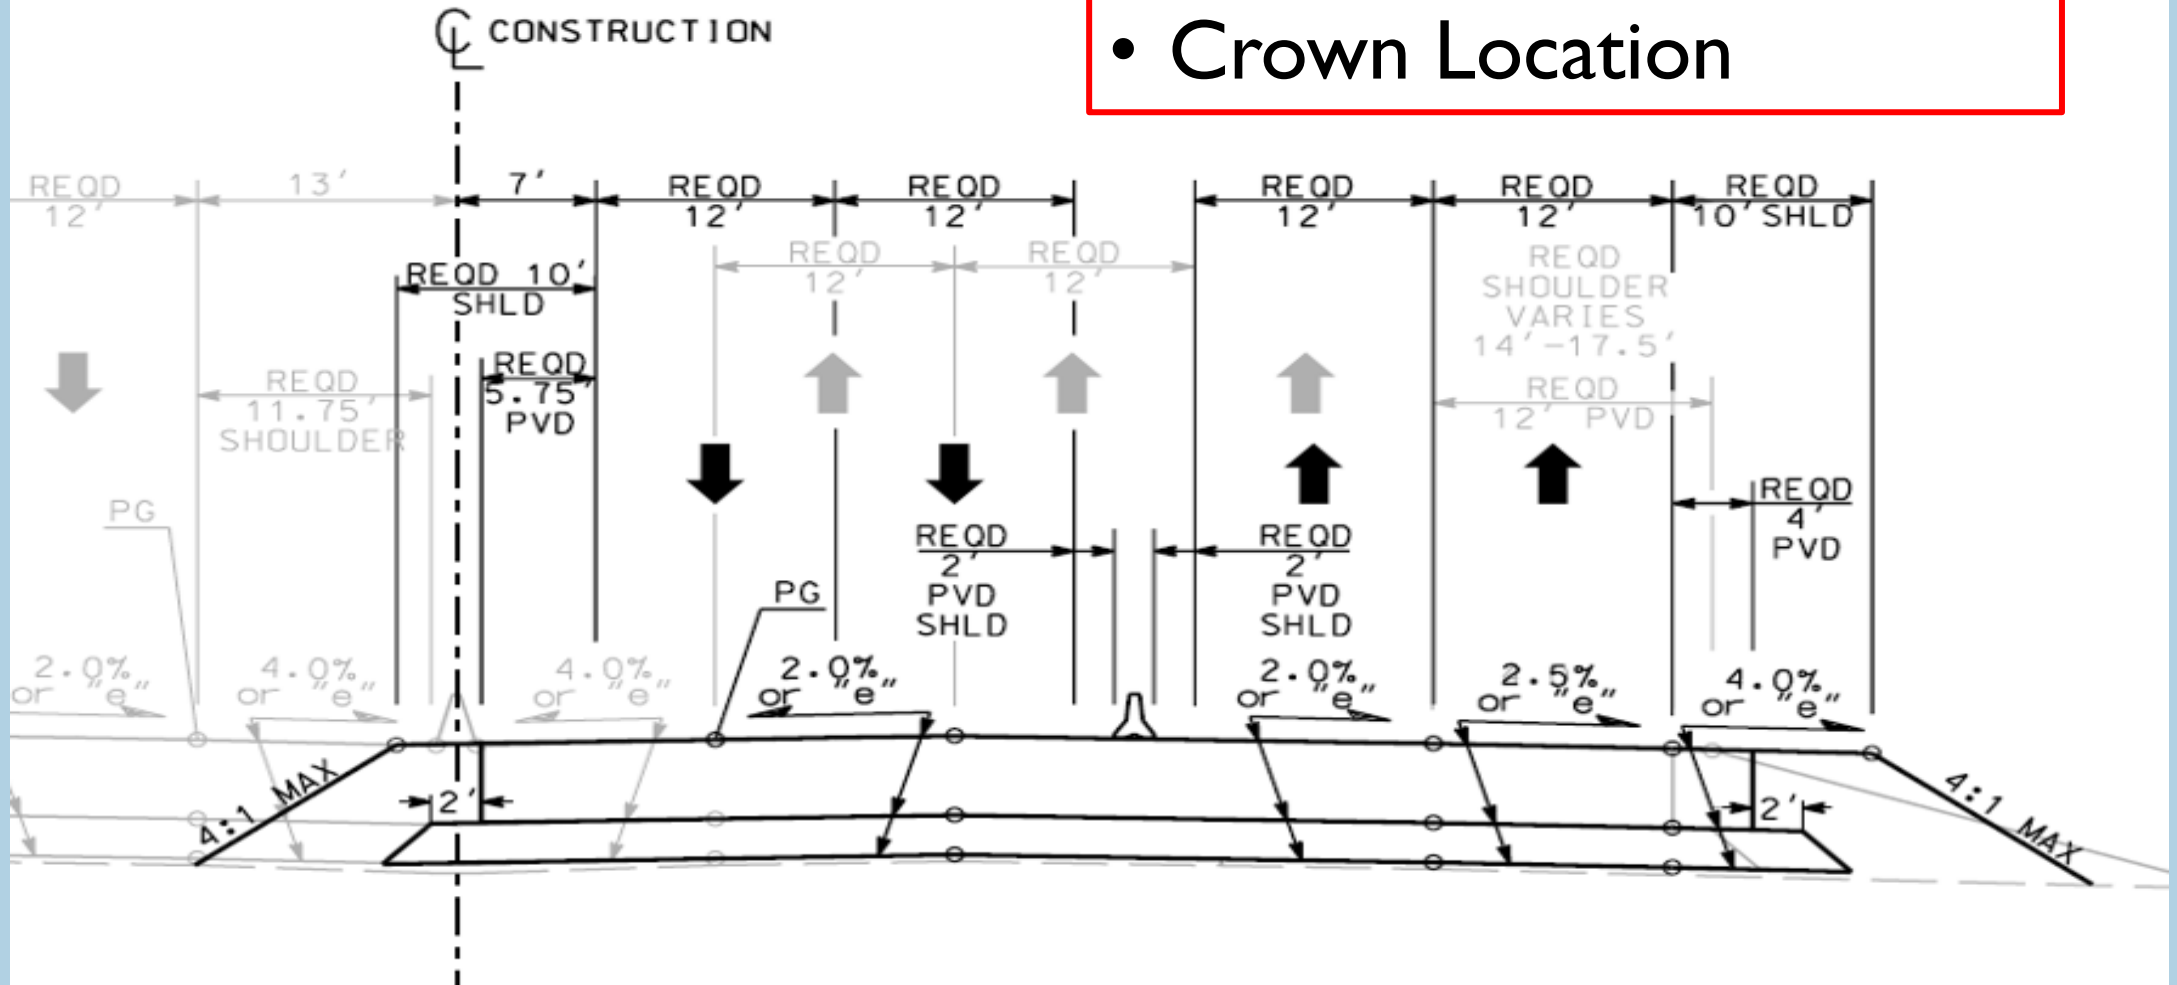 • Crown Location
℄ CONSTRUCTION
REQD
12'
13'
7'
REQD
12'
REQD
12'
REQD
12'
REQD
12'
REQD
10' SHLD
REQD
12'
REQD
12'
REQD 10'
SHLD
REQD
SHOULDER
VARIES
14'-17.5'
REQD
5.75'
PVD
REQD
11.75'
SHOULDER
REQD
12' PVD
PG
REQD
4'
PVD
REQD
2'
PVD
SHLD
REQD
2'
PVD
SHLD
PG
2.0%
or "e"
4.0%
or "e"
4.0%
or "e"
2.0%
or "e"
2.0%
or "e"
2.5%
or "e"
4.0%
or "e"
4:1 MAX
2'
2'
4:1 MAX